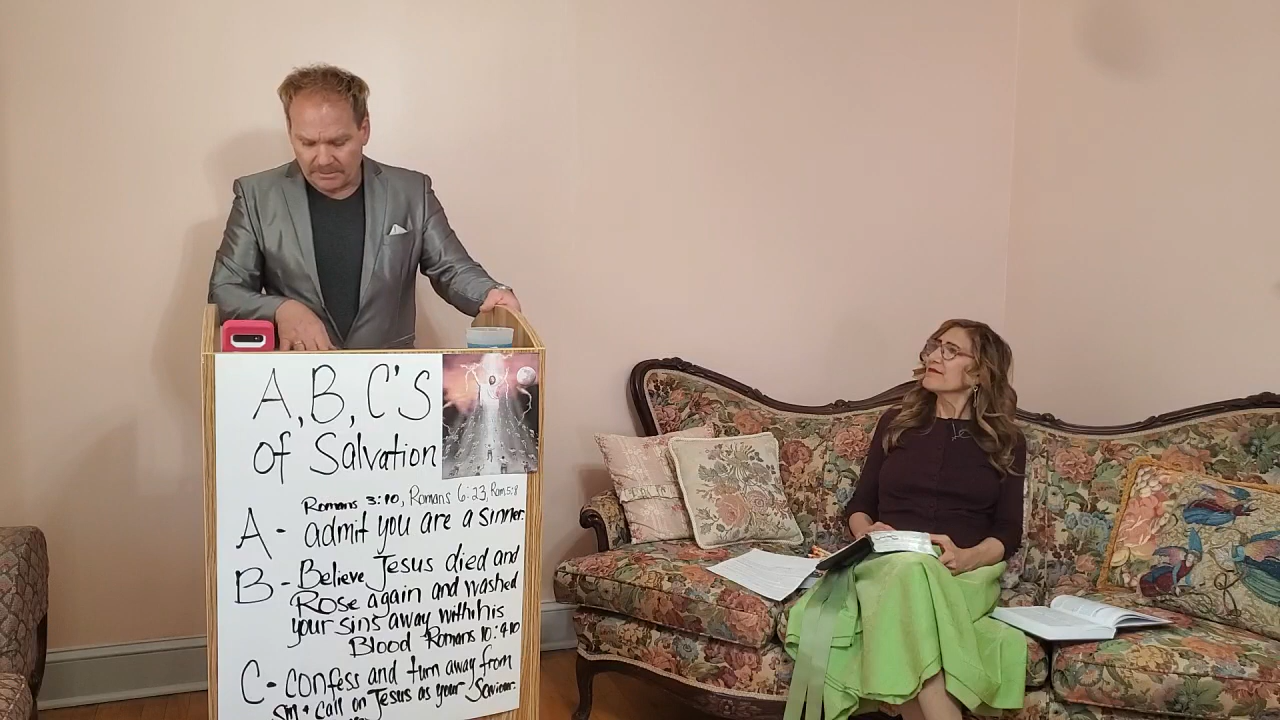 A, B, C'S
of Salvation
Romans 3:10, Romans 6:23, Rom 5:8
A - admit you are a sinner.
B - Believe Jesus died and
Rose again and washed
your sins away with his
Blood Romans 10:9-10
C - confess and turn away from
sin + call on Jesus as your Saviour.